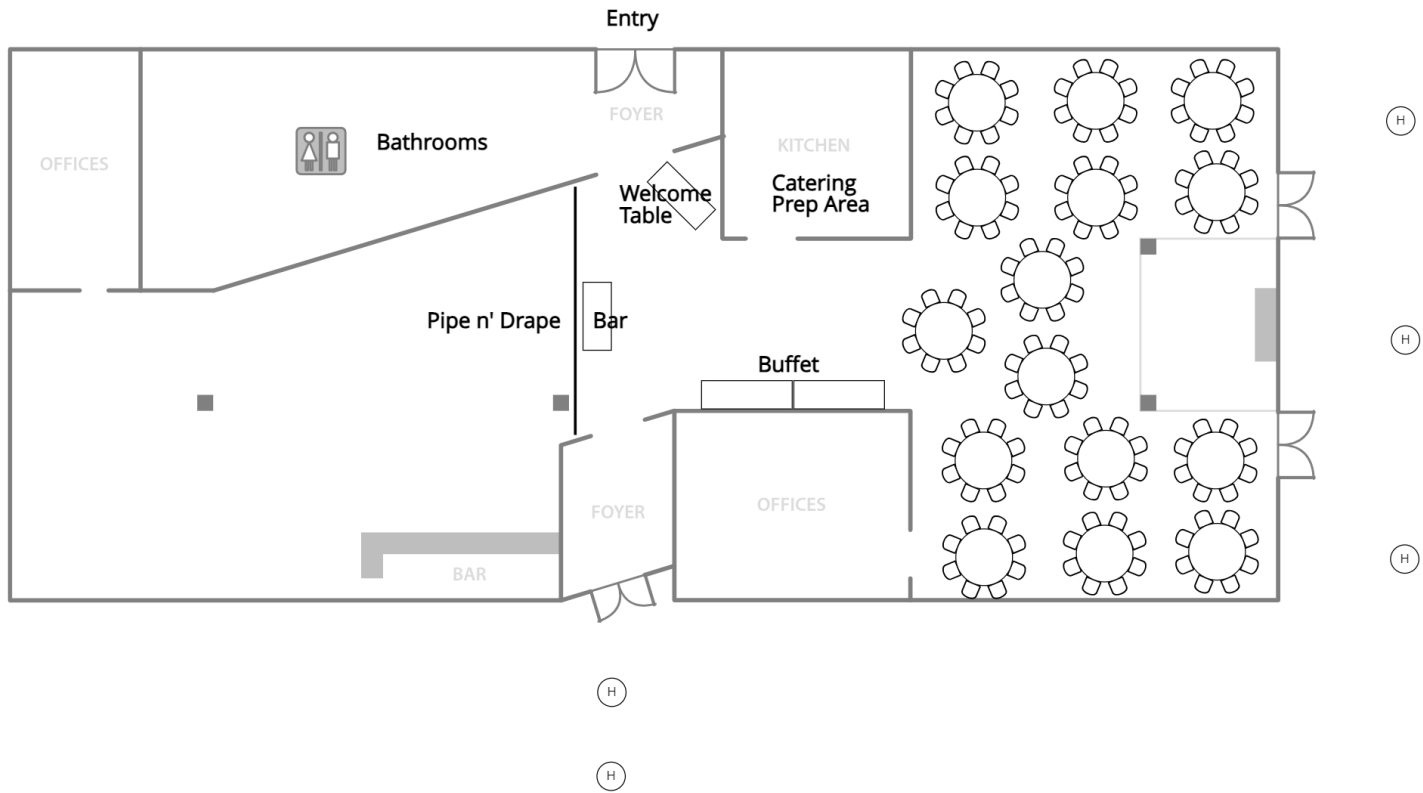 Entry
FOYER
Bathrooms
OFFICES
KITCHEN
Catering
Prep Area
Welcome
Table
Pipe n' Drape
Bar
Buffet
FOYER
OFFICES
BAR
H
H
H
H
H